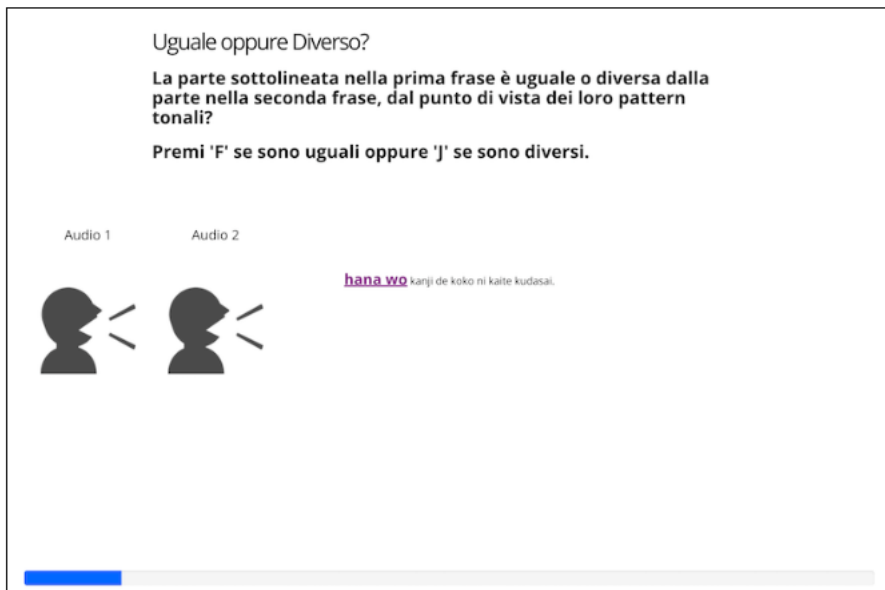 Uguale oppure Diverso?
La parte sottolineata nella prima frase è uguale o diversa dalla
parte nella seconda frase, dal punto di vista dei loro pattern
tonali?
Premi 'F' se sono uguali oppure 'J' se sono diversi.
Audio 1 Audio 2
hana wo kanji de koko ni kaite kudasai.